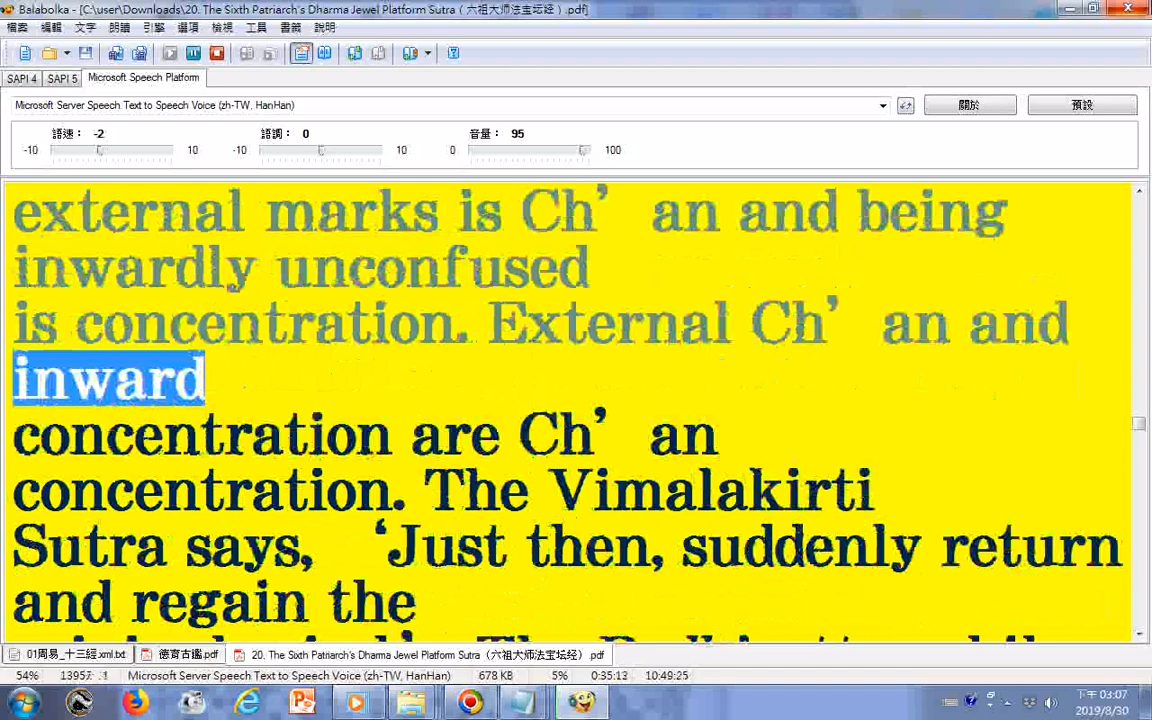 Balabolka - [C:\user\Downloads\20. The Sixth Patriarch's Dharma Jewel Platform Sutra（六祖大师法宝坛经）.pdf]
檔案 編輯 文字 朗讀 引擎 選項 檢視 工具 書籤 說明
SAPI 4 SAPI 5 Microsoft Speech Platform
Microsoft Server Speech Text to Speech Voice (zh-TW, HanHan) 關於 預設
語速： -2 語調： 0 音量： 95
-10 10 -10 10 0 100
external marks is Ch’ an and being
inwardly unconfused
is concentration. External Ch’ an and
inward
concentration are Ch’ an
concentration. The Vimalakirti
Sutra says, ‘Just then, suddenly return
and regain the
01周易_十三經.xml.txt 德育古鑑.pdf 20. The Sixth Patriarch's Dharma Jewel Platform Sutra（六祖大师法宝坛经）.pdf
54% Microsoft Server Speech Text to Speech Voice (zh-TW, HanHan) 678 KB 5% 0:35:13 10:49:25
下午 03:07
2019/8/30